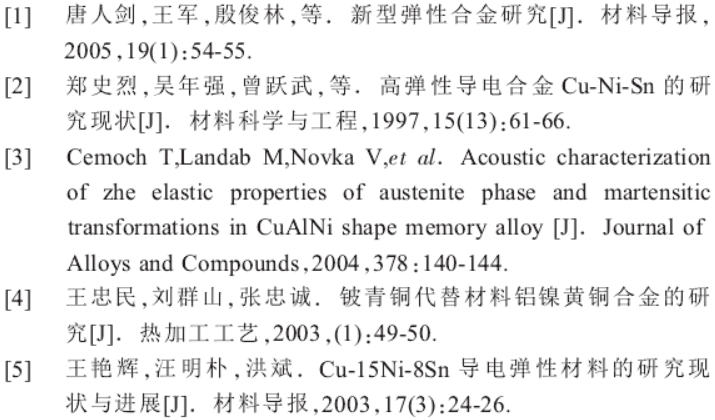 [1] 唐人剑,王军,殷俊林,等．新型弹性合金研究[J]．材料导报,
2005,19(1):54-55.
[2] 郑史烈,吴年强,曾跃武,等．高弹性导电合金 Cu-Ni-Sn 的研
究现状[J]．材料科学与工程,1997,15(13):61-66.
[3] Cemoch T,Landab M,Novka V,et al．Acoustic characterization
of zhe elastic properties of austenite phase and martensitic
transformations in CuAlNi shape memory alloy [J]．Journal of
Alloys and Compounds,2004,378:140-144.
[4] 王忠民,刘群山,张忠诚．铍青铜代替材料铝镍黄铜合金的研
究[J]．热加工工艺,2003,(1):49-50.
[5] 王艳辉,汪明朴,洪斌．Cu-15Ni-8Sn 导电弹性材料的研究现
状与进展[J]．材料导报,2003,17(3):24-26.